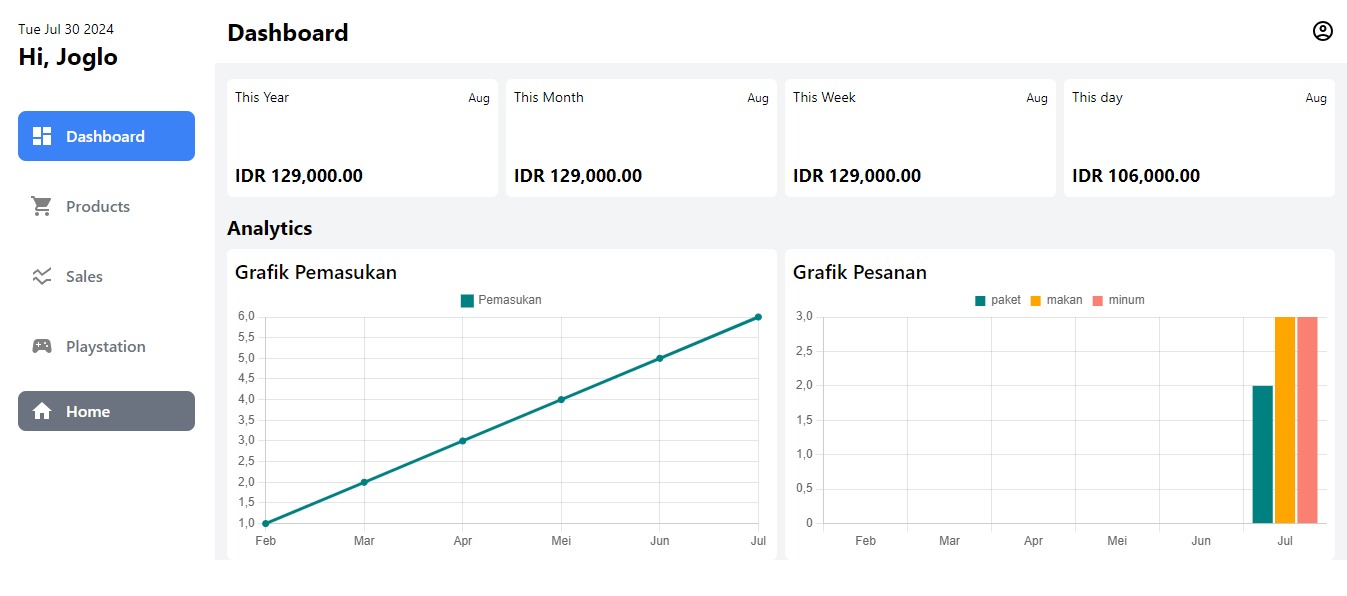 Tue Jul 30 2024
Hi, Joglo
Dashboard
Products
Sales
Playstation
Home
Dashboard
This Year Aug
IDR 129,000.00
This Month Aug
IDR 129,000.00
This Week Aug
IDR 129,000.00
This day Aug
IDR 106,000.00
Analytics
Grafik Pemasukan
Pemasukan
6,0
5,5
5,0
4,5
4,0
3,5
3,0
2,5
2,0
1,5
1,0
Feb Mar Apr Mei Jun Jul
Grafik Pesanan
paket makan minum
3,0
2,5
2,0
1,5
1,0
0,5
0
Feb Mar Apr Mei Jun Jul